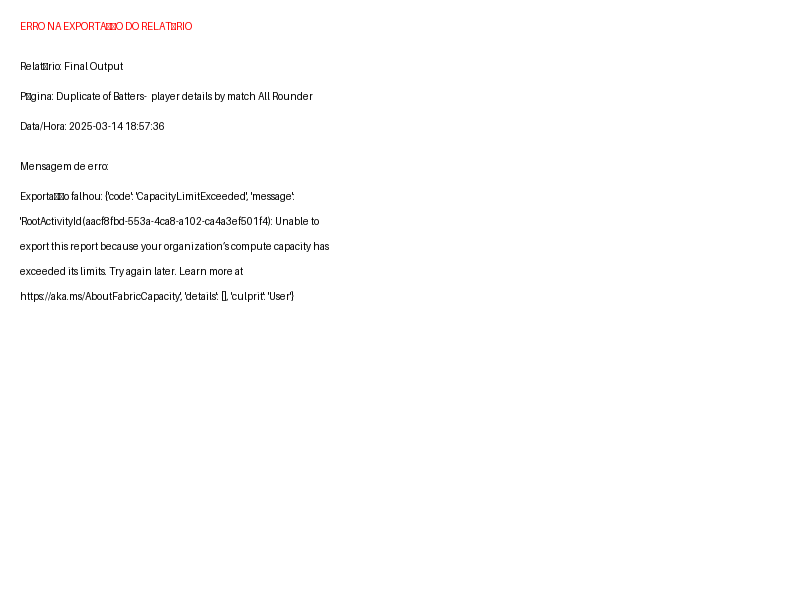 ERRO NA EXPORTA▯▯O DO RELAT▯RIO
Relat▯rio: Final Output
P▯gina: Duplicate of Batters- player details by match All Rounder
Data/Hora: 2025-03-14 18:57:36
Mensagem de erro:
Exporta▯▯o falhou: {'code': 'CapacityLimitExceeded', 'message':
'RootActivityId(aacf8fbd-553a-4ca8-a102-ca4a3ef501f4): Unable to
export this report because your organization’s compute capacity has
exceeded its limits. Try again later. Learn more at
https://aka.ms/AboutFabricCapacity', 'details': [], 'culprit': 'User'}